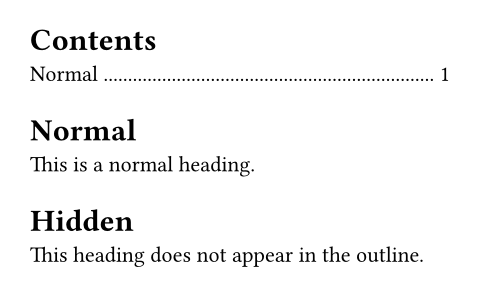 Contents
Normal ........................................................................ 1
Normal
This is a normal heading.
Hidden
This heading does not appear in the outline.